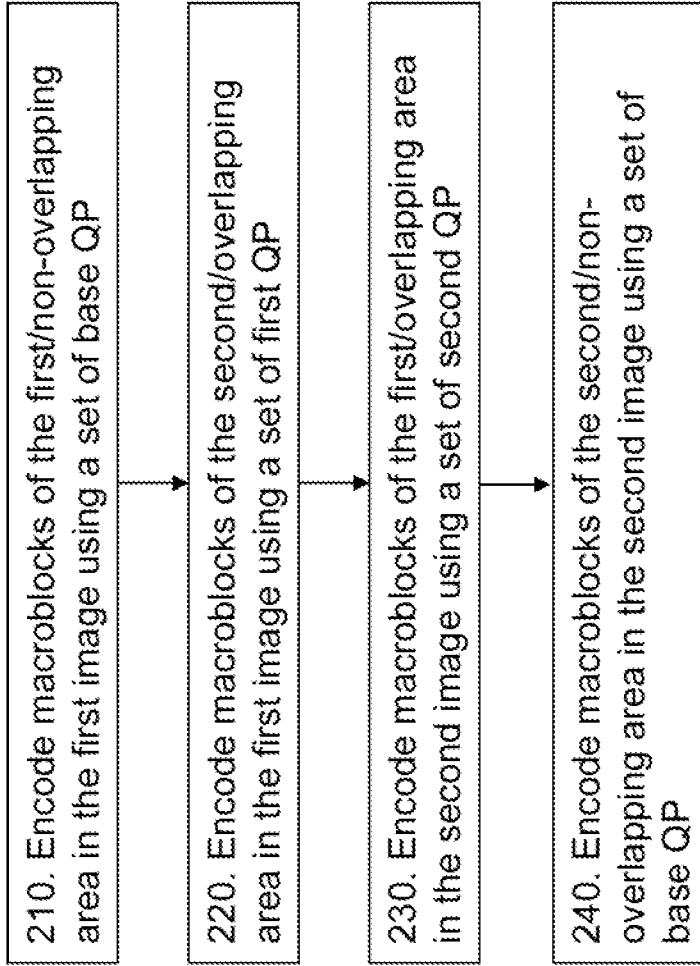 210. Encode macroblocks of the first/non-overlapping
area in the first image using a set of base QP
220. Encode macroblocks of the second/overlapping
area in the first image using a set of first QP
230. Encode macroblocks of the first/overlapping area
in the second image using a set of second QP
240. Encode macroblocks of the second/non-
overlapping area in the second image using a set of
base QP